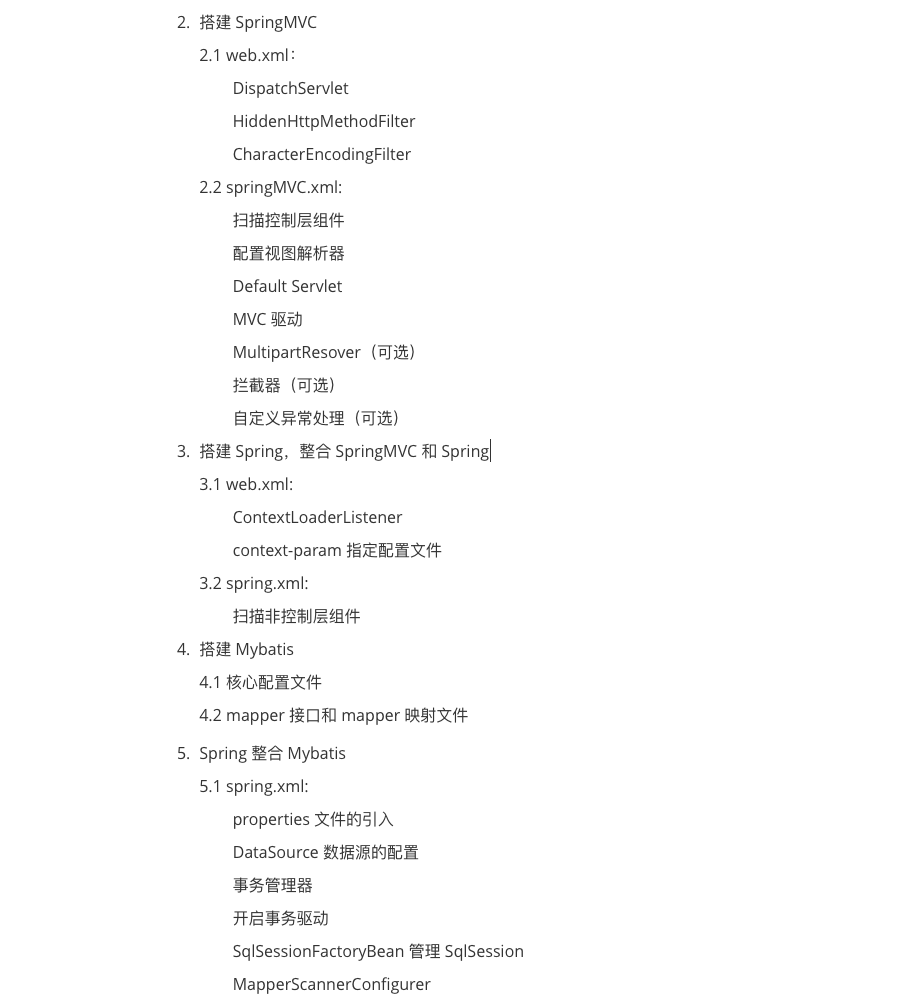 2. 搭建 SpringMVC
2.1 web.xml：
DispatchServlet
HiddenHttpMethodFilter
CharacterEncodingFilter
2.2 springMVC.xml:
扫描控制层组件
配置视图解析器
Default Servlet
MVC 驱动
MultipartResover（可选）
拦截器（可选）
自定义异常处理（可选）
3. 搭建 Spring，整合 SpringMVC 和 Spring
3.1 web.xml:
ContextLoaderListener
context-param 指定配置文件
3.2 spring.xml:
扫描非控制层组件
4. 搭建 Mybatis
4.1 核心配置文件
4.2 mapper 接口和 mapper 映射文件
5. Spring 整合 Mybatis
5.1 spring.xml:
properties 文件的引入
DataSource 数据源的配置
事务管理器
开启事务驱动
SqlSessionFactoryBean 管理 SqlSession
MapperScannerConfigurer